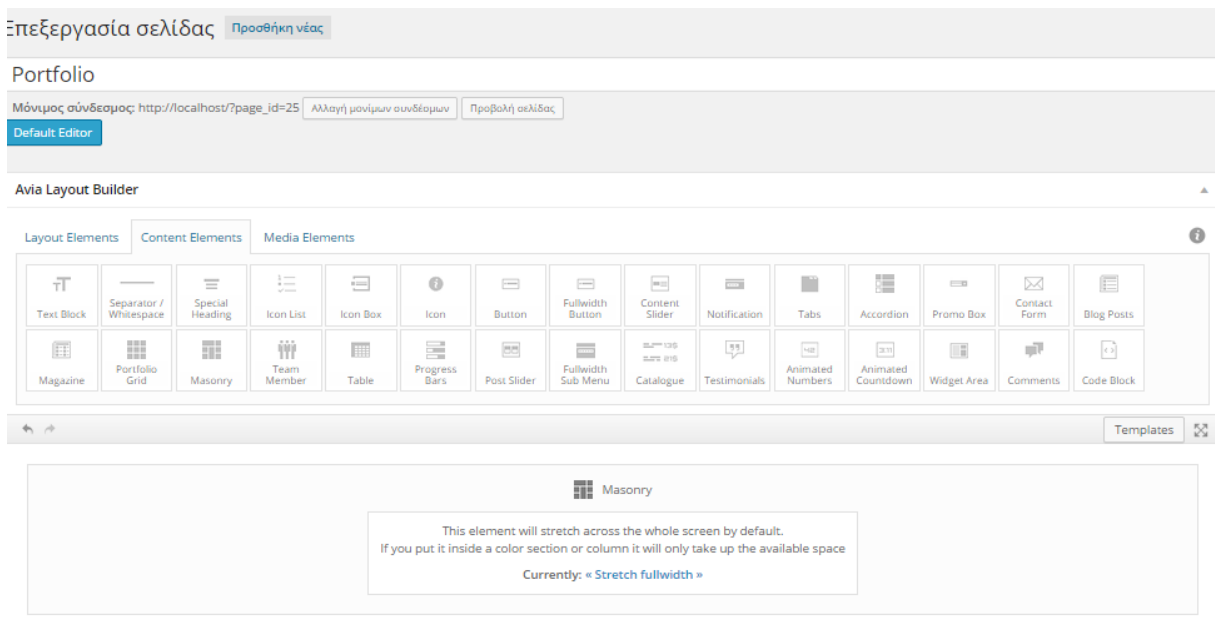 Επεξεργασία σελίδας Προσθήκη νέας
Portfolio
Μόνιμος σύνδεσμος: http://localhost/?page_id=25 Αλλαγή μονίμων συνδέσμων Προβολή σελίδας
Default Editor
Avia Layout Builder
Layout Elements Content Elements Media Elements
Text Block Separator / Whitespace Special Heading Icon List Icon Box Icon Button Fullwidth Button Content Slider Notification Tabs Accordion Promo Box Contact Form Blog Posts
Magazine Portfolio Grid Masonry Team Member Table Progress Bars Post Slider Fullwidth Sub Menu Catalogue Testimonials Animated Numbers Animated Countdown Widget Area Comments Code Block
Templates
Masonry
This element will stretch across the whole screen by default.
If you put it inside a color section or column it will only take up the available space
Currently: « Stretch fullwidth »